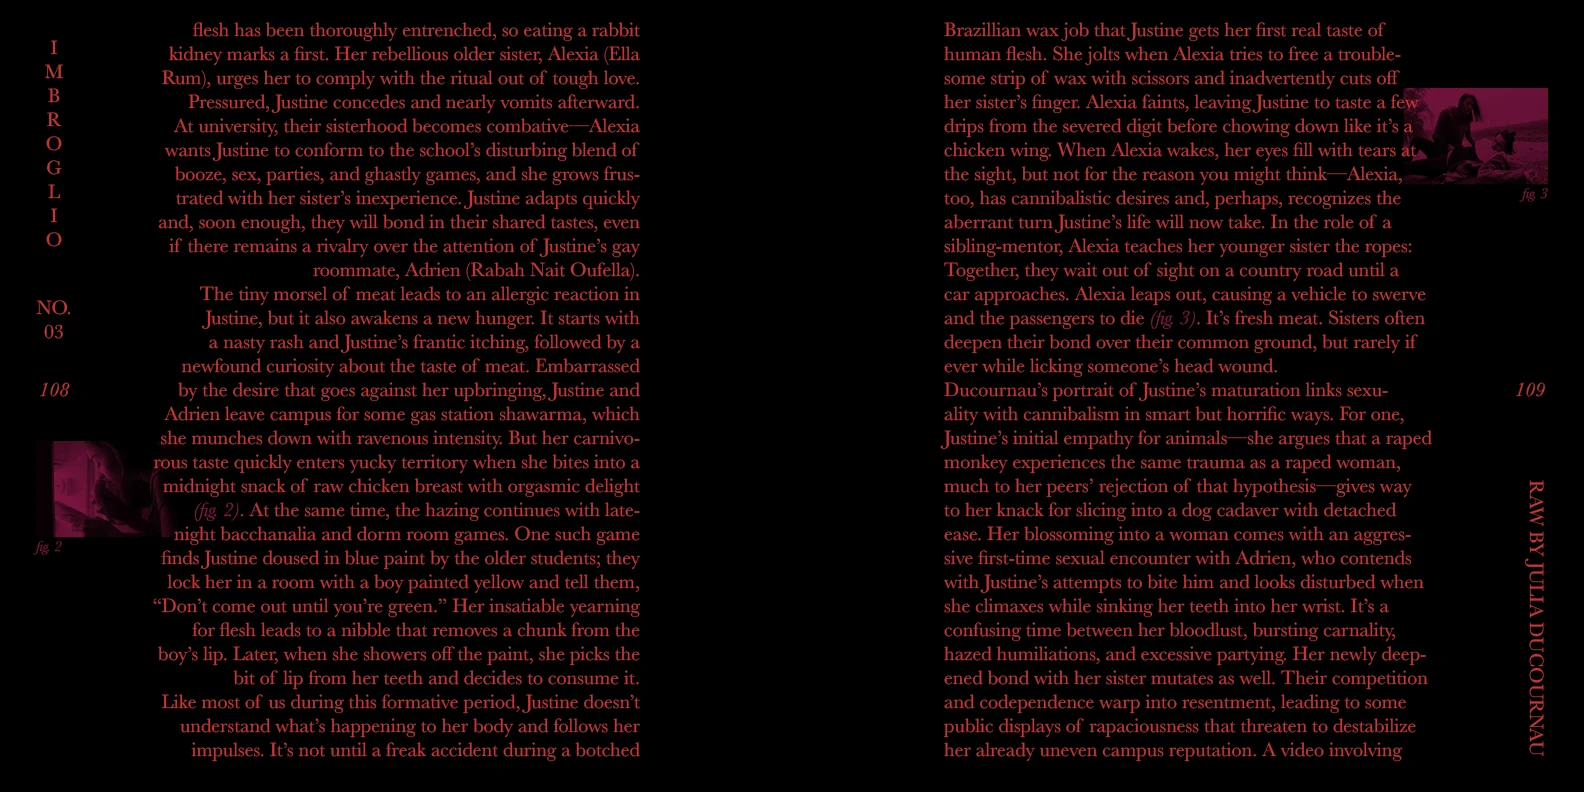 IMBROGLIO
NO.
03
108
flesh has been thoroughly entrenched, so eating a rabbit
kidney marks a first. Her rebellious older sister, Alexia (Ella
Rum), urges her to comply with the ritual out of tough love.
Pressured, Justine concedes and nearly vomits afterward.
At university, their sisterhood becomes combative—Alexia
wants Justine to conform to the school’s disturbing blend of
booze, sex, parties, and ghastly games, and she grows frus-
trated with her sister’s inexperience. Justine adapts quickly
and, soon enough, they will bond in their shared tastes, even
if there remains a rivalry over the attention of Justine’s gay
roommate, Adrien (Rabah Nait Oufella).
The tiny morsel of meat leads to an allergic reaction in
Justine, but it also awakens a new hunger. It starts with
a nasty rash and Justine’s frantic itching, followed by a
newfound curiosity about the taste of meat. Embarrassed
by the desire that goes against her upbringing, Justine and
Adrien leave campus for some gas station shawarma, which
she munches down with ravenous intensity. But her carnivo-
rous taste quickly enters yucky territory when she bites into a
midnight snack of raw chicken breast with orgasmic delight
(fig. 2). At the same time, the hazing continues with late-
night bacchanalia and dorm room games. One such game
finds Justine doused in blue paint by the older students; they
lock her in a room with a boy painted yellow and tell them,
“Don’t come out until you’re green.” Her insatiable yearning
for flesh leads to a nibble that removes a chunk from the
boy’s lip. Later, when she showers off the paint, she picks the
bit of lip from her teeth and decides to consume it.
Like most of us during this formative period, Justine doesn’t
understand what’s happening to her body and follows her
impulses. It’s not until a freak accident during a botched
fig. 2
Brazillian wax job that Justine gets her first real taste of
human flesh. She jolts when Alexia tries to free a trouble-
some strip of wax with scissors and inadvertently cuts off
her sister’s finger. Alexia faints, leaving Justine to taste a few
drips from the severed digit before chowing down like it’s a
chicken wing. When Alexia wakes, her eyes fill with tears at
the sight, but not for the reason you might think—Alexia,
too, has cannibalistic desires and, perhaps, recognizes the
aberrant turn Justine’s life will now take. In the role of a
sibling-mentor, Alexia teaches her younger sister the ropes:
Together, they wait out of sight on a country road until a
car approaches. Alexia leaps out, causing a vehicle to swerve
and the passengers to die (fig. 3). It’s fresh meat. Sisters often
deepen their bond over their common ground, but rarely if
ever while licking someone’s head wound.
Ducournau’s portrait of Justine’s maturation links sexu-
ality with cannibalism in smart but horrific ways. For one,
Justine’s initial empathy for animals—she argues that a raped
monkey experiences the same trauma as a raped woman,
much to her peers’ rejection of that hypothesis—gives way
to her knack for slicing into a dog cadaver with detached
ease. Her blossoming into a woman comes with an aggres-
sive first-time sexual encounter with Adrien, who contends
with Justine’s attempts to bite him and looks disturbed when
she climaxes while sinking her teeth into her wrist. It’s a
confusing time between her bloodlust, bursting carnality,
hazed humiliations, and excessive partying. Her newly deep-
ened bond with her sister mutates as well. Their competition
and codependence warp into resentment, leading to some
public displays of rapaciousness that threaten to destabilize
her already uneven campus reputation. A video involving
fig. 3
109
RAW BY JULIA DUCOURNAU